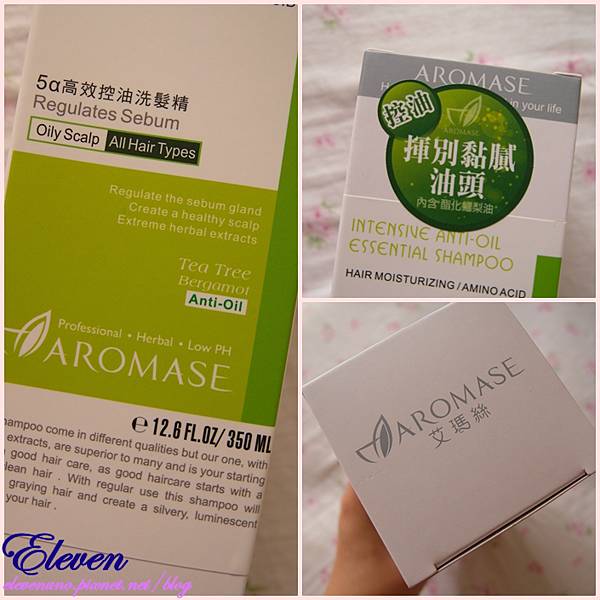 5α高效控油洗髮精
Regulates Sebum
Oily Scalp All Hair Types
Regulate the sebum gland
Create a healthy scalp
Extreme herbal extracts
Tea Tree
Bergamot
Anti-Oil
Professional • Herbal • Low PH
AROMASE
℮ 12.6 FL.OZ/ 350 ML
shampoo come in different qualities but our one, with
extracts, are superior to many and is your starting
good hair care, as good haircare starts with a
clean hair . With regular use this shampoo will
graying hair and create a silvery, luminescent
your hair .
AROMASE
in your life
控油
AROMASE
揮別黏膩
油頭
內含"酯化鱷梨油"
INTENSIVE ANTI-OIL
ESSENTIAL SHAMPOO
HAIR MOISTURIZING / AMINO ACID
AROMASE
艾瑪絲
Eleven
elevenuno.pixnet.net / blog